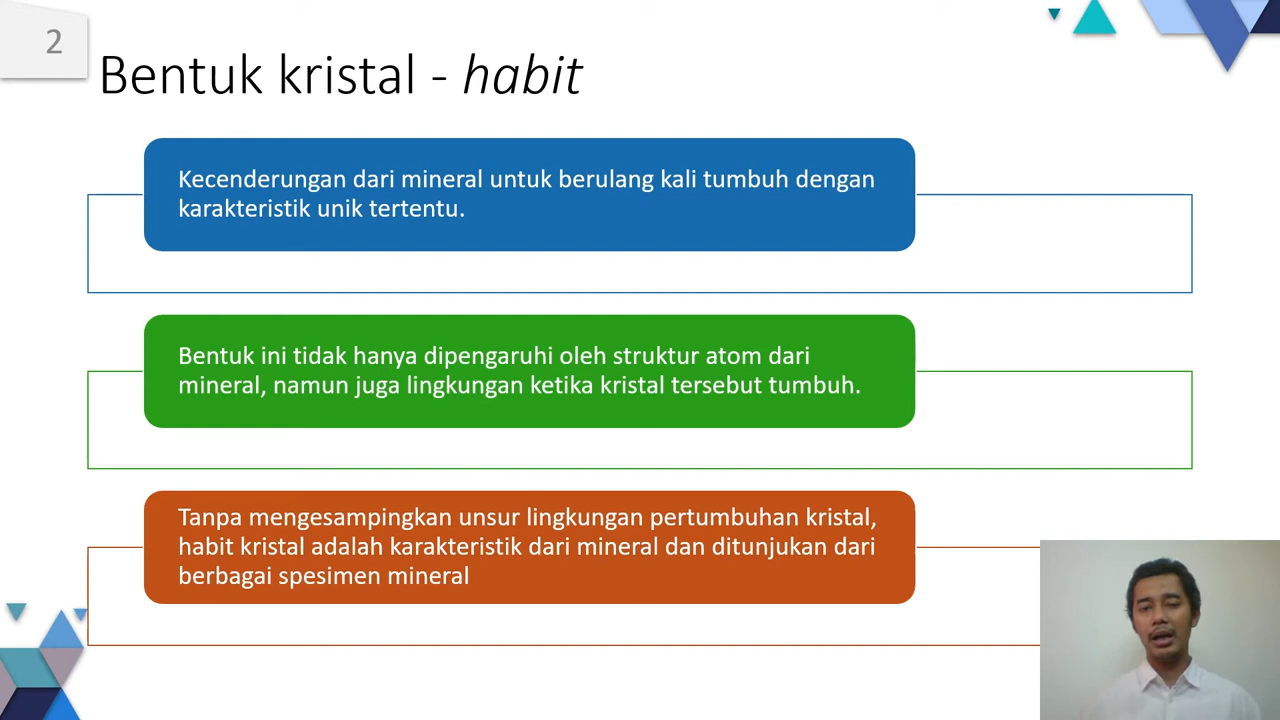 2
Bentuk kristal - habit
Kecenderungan dari mineral untuk berulang kali tumbuh dengan
karakteristik unik tertentu.
Bentuk ini tidak hanya dipengaruhi oleh struktur atom dari
mineral, namun juga lingkungan ketika kristal tersebut tumbuh.
Tanpa mengesampingkan unsur lingkungan pertumbuhan kristal,
habit kristal adalah karakteristik dari mineral dan ditunjukan dari
berbagai spesimen mineral